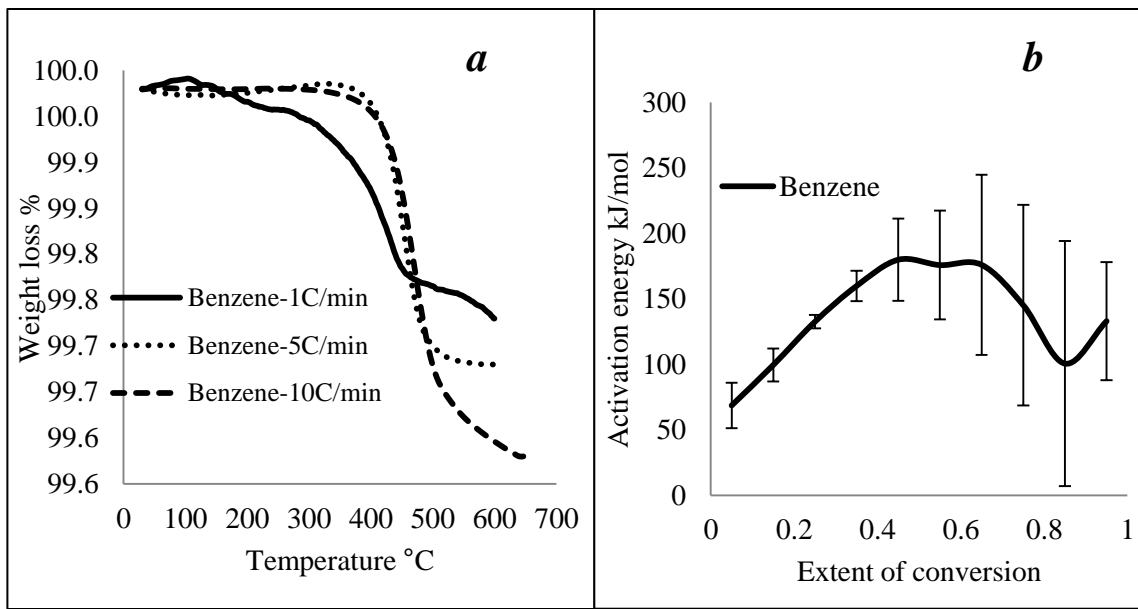 a
100.0
100.0
99.9
99.9
99.8
99.8
99.7
99.7
99.6
99.6
Weight loss %
Benzene-1C/min
Benzene-5C/min
Benzene-10C/min
0 100 200 300 400 500 600 700
Temperature °C
b
300
250
200
150
100
50
0
Activation energy kJ/mol
Benzene
0 0.2 0.4 0.6 0.8 1
Extent of conversion